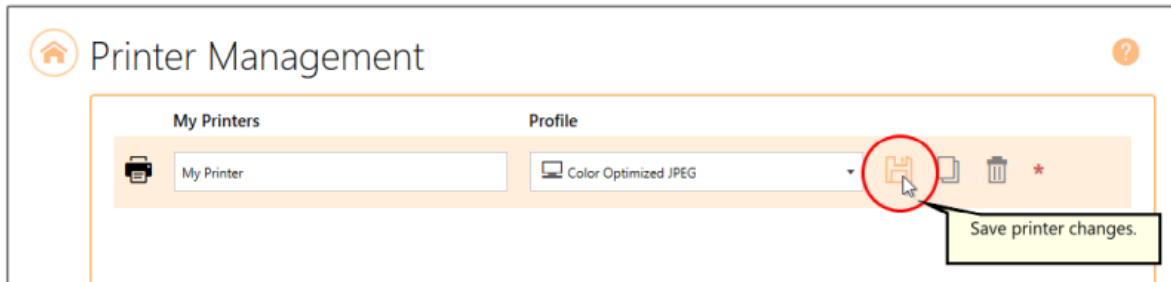 Printer Management
?
My Printers Profile
My Printer Color Optimized JPEG *
Save printer changes.